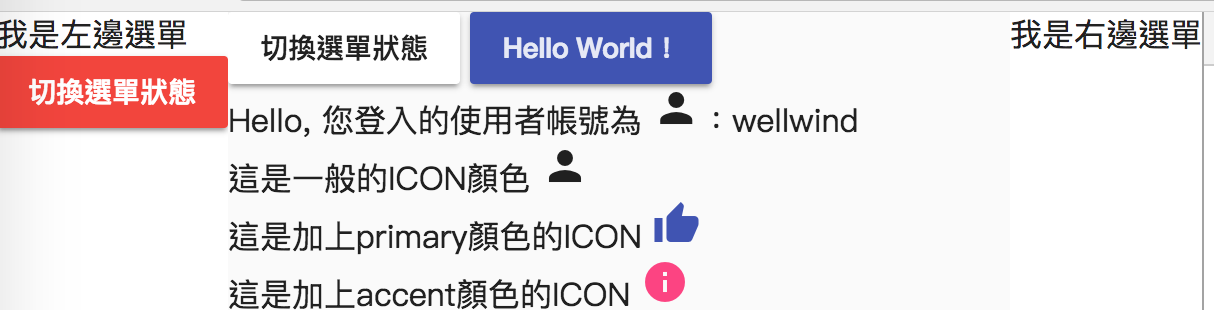 我是左邊選單
切換選單狀態
切換選單狀態
Hello World！
Hello, 您登入的使用者帳號為 ：wellwind
這是一般的ICON顏色
這是加上primary顏色的ICON
這是加上accent顏色的ICON
我是右邊選單